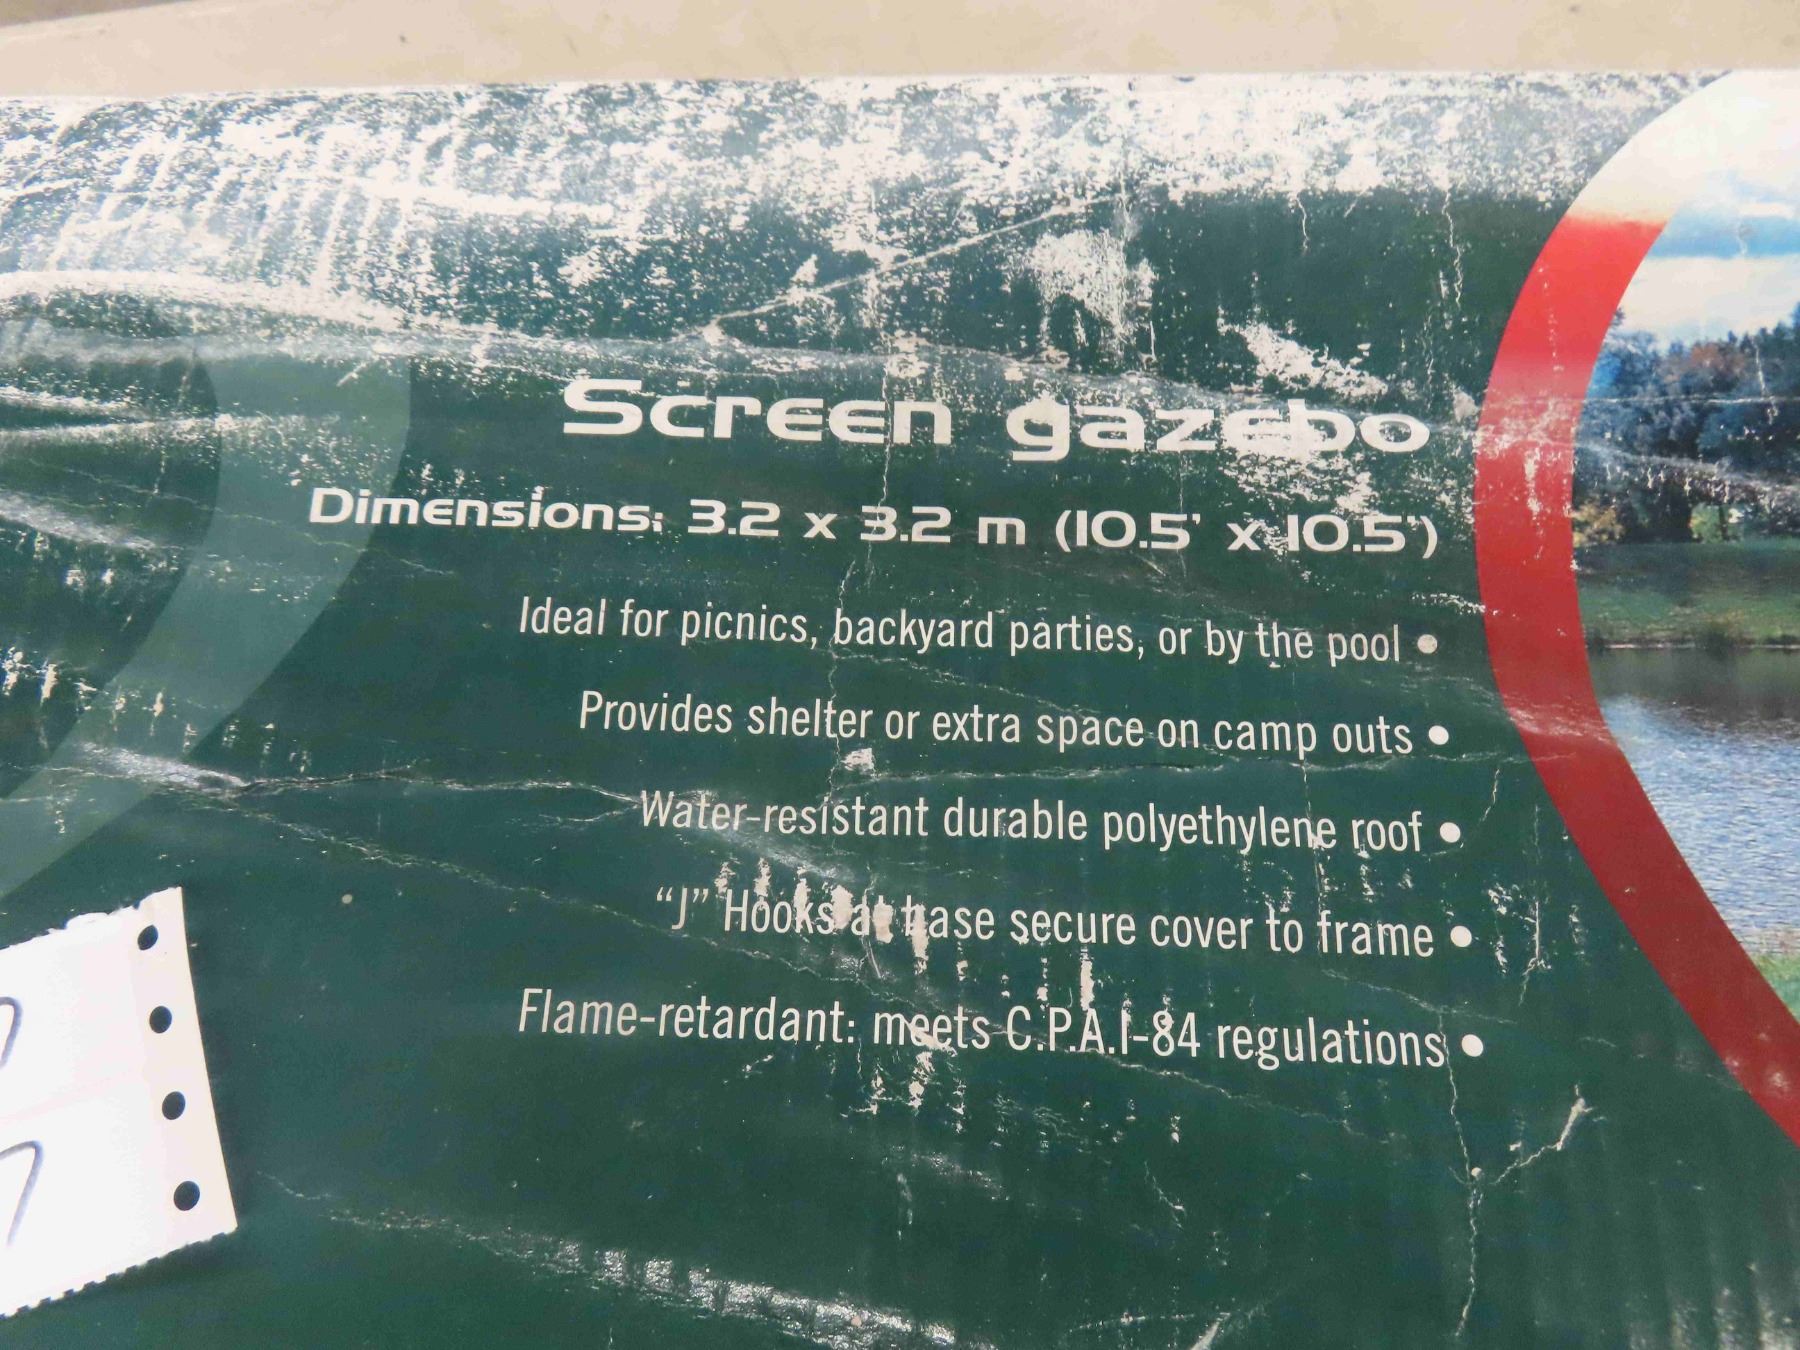 Screen gazebo
Dimensions: 3.2 x 3.2 m (10.5' x 10.5')
Ideal for picnics, backyard parties, or by the pool •
Provides shelter or extra space on camp outs •
Water-resistant durable polyethylene roof •
“J” Hooks at base secure cover to frame •
Flame-retardant: meets C.P.A.I-84 regulations •